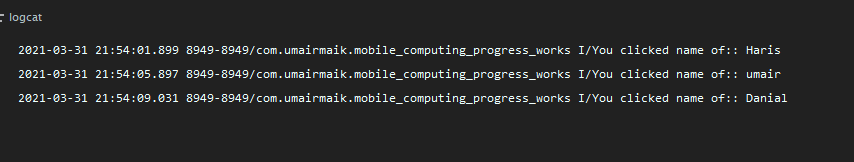 logcat
2021-03-31 21:54:01.899 8949-8949/com.umairmaik.mobile_computing_progress_works I/You clicked name of:: Haris
2021-03-31 21:54:05.897 8949-8949/com.umairmaik.mobile_computing_progress_works I/You clicked name of:: umair
2021-03-31 21:54:09.031 8949-8949/com.umairmaik.mobile_computing_progress_works I/You clicked name of:: Danial